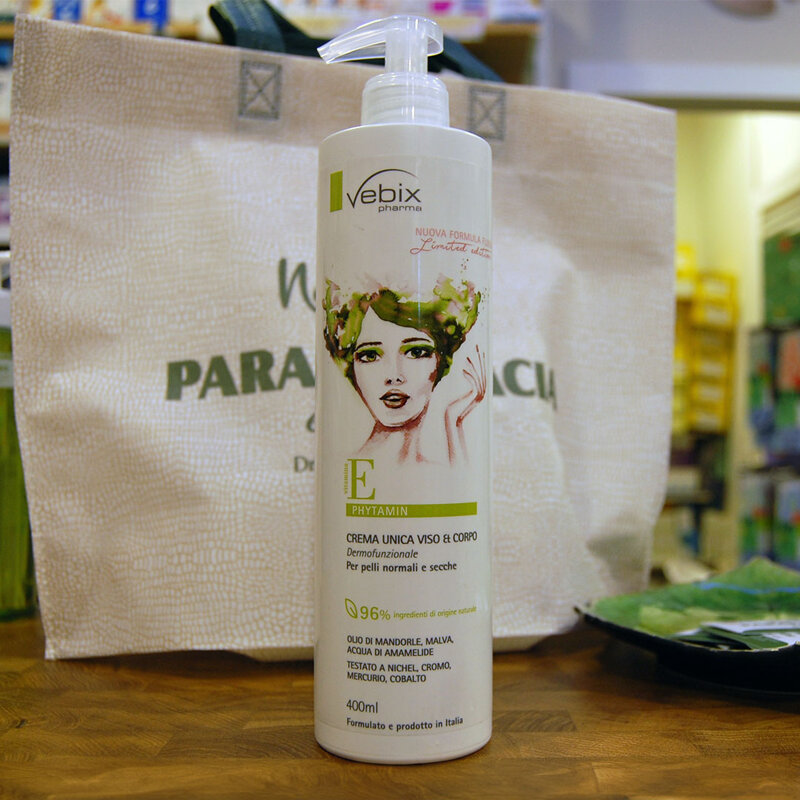 Vebix
pharma
NUOVA FORMULA
Limited edition
vitamina
E
PHYTAMIN
CREMA UNICA VISO & CORPO
Dermofunzionale
Per pelli normali e secche
96% ingredienti di origine naturale
OLIO DI MANDORLE, MALVA,
ACQUA DI AMAMELIDE
TESTATO A NICHEL, CROMO,
MERCURIO, COBALTO
400ml
Formulato e prodotto in Italia
PARA
ACIA